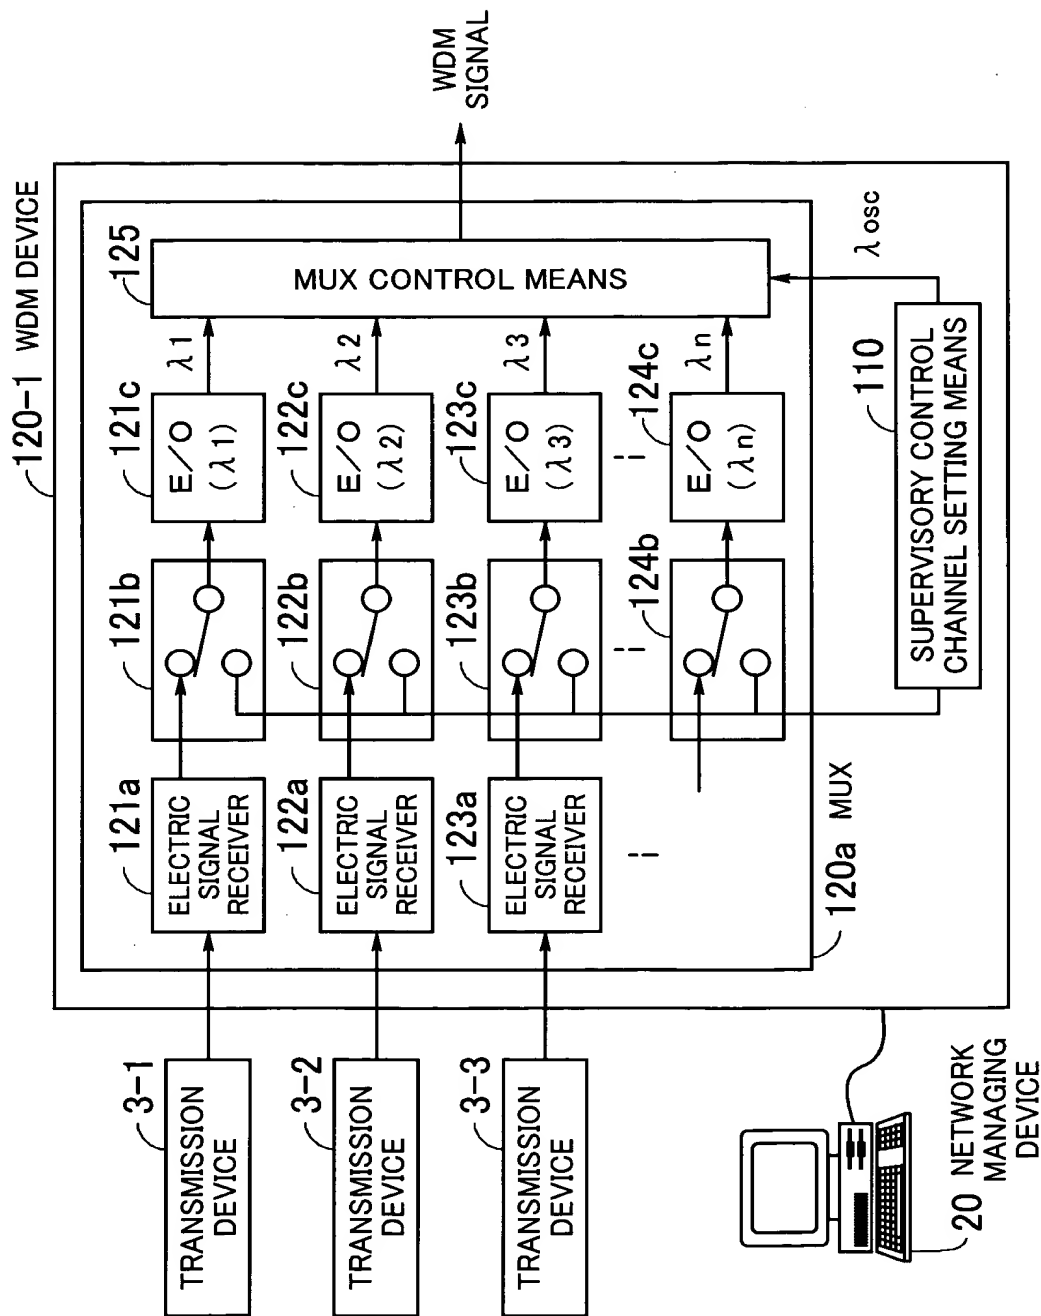 120-1 WDM DEVICE
121a
121b
121c
125
3-1
TRANSMISSION
DEVICE
ELECTRIC
SIGNAL
RECEIVER
E/O
(λ1)
λ1
MUX CONTROL MEANS
WDM
SIGNAL
122a
122b
122c
3-2
TRANSMISSION
DEVICE
ELECTRIC
SIGNAL
RECEIVER
E/O
(λ2)
λ2
123a
123b
123c
3-3
TRANSMISSION
DEVICE
ELECTRIC
SIGNAL
RECEIVER
E/O
(λ3)
λ3
124b
124c
E/O
(λn)
λn
120a MUX
110
SUPERVISORY CONTROL
CHANNEL SETTING MEANS
λosc
20 NETWORK
MANAGING
DEVICE